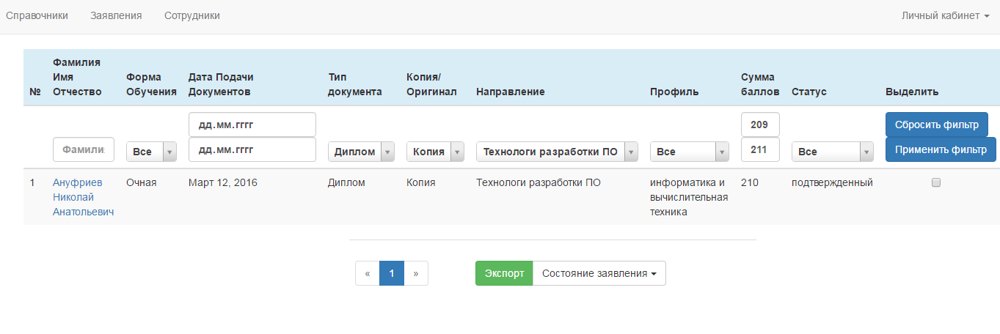 Справочники Заявления Сотрудники Личный кабинет
Фамилия
Имя Форма Дата Подачи Тип Копия/ Сумма
№ Отчество Обучения Документов документа Оригинал Направление Профиль баллов Статус Выделить
дд.мм.гггг 209 Сбросить фильтр
Фамили Все дд.мм.гггг Диплом Копия Технологи разработки ПО Все 211 Все Применить фильтр
1 Ануфриев Очная Март 12, 2016 Диплом Копия Технологи разработки ПО информатика и 210 подтвержденный
Николай вычислительная
Анатольевич техника
« 1 » Экспорт Состояние заявления